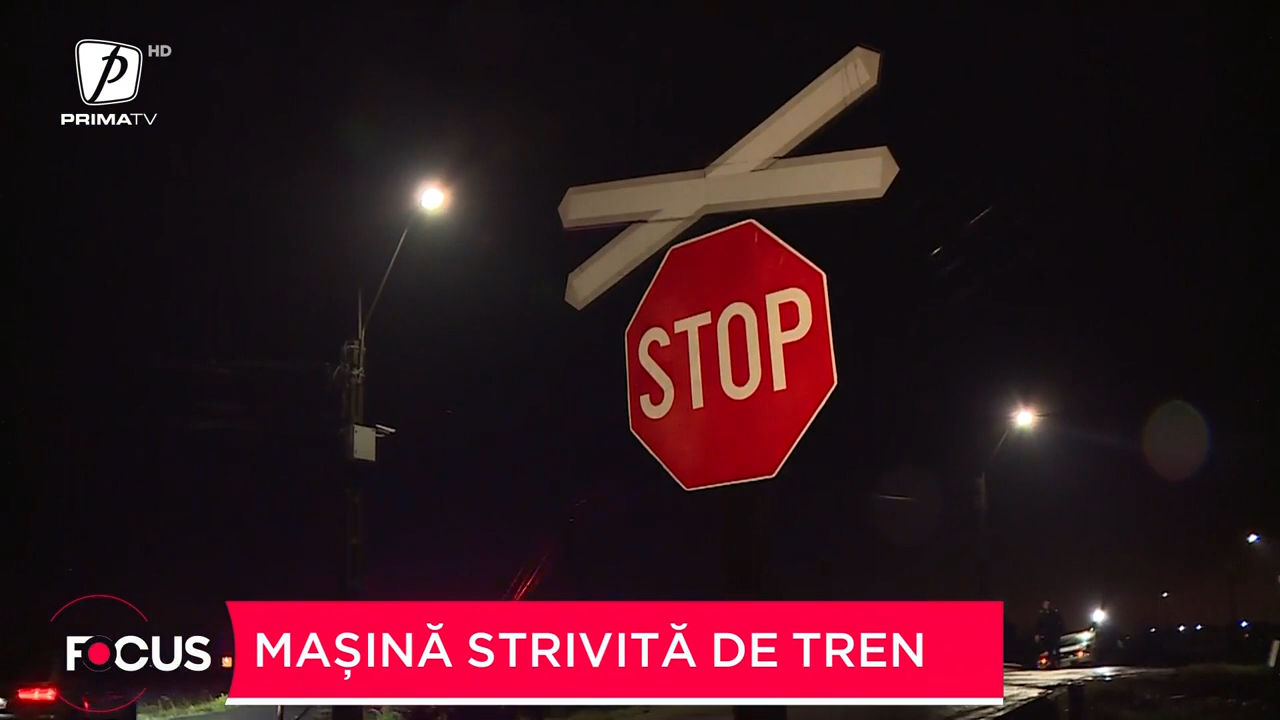 HD
PRIMATV
STOP
FOCUS
MAȘINĂ STRIVITĂ DE TREN